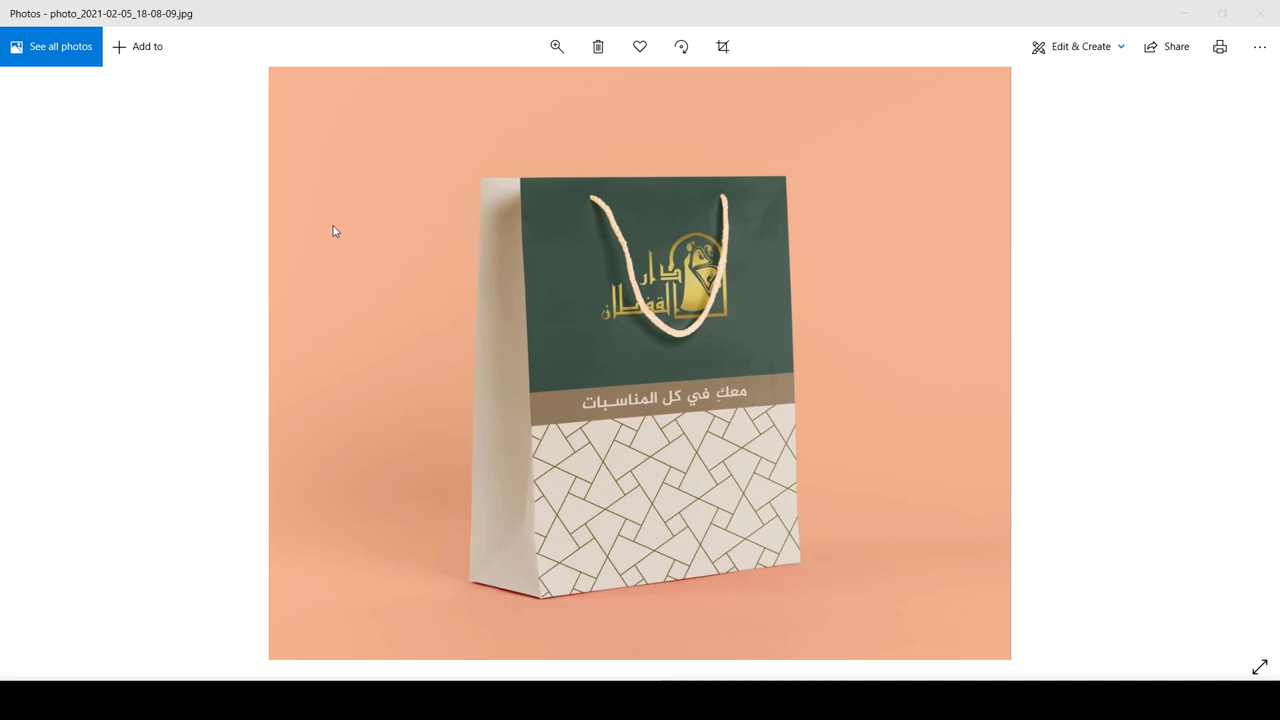 Photos - photo_2021-02-05_18-08-09.jpg
See all photos
Add to
Edit & Create
Share
دار
القفطان
معكِ في كل المناسبات